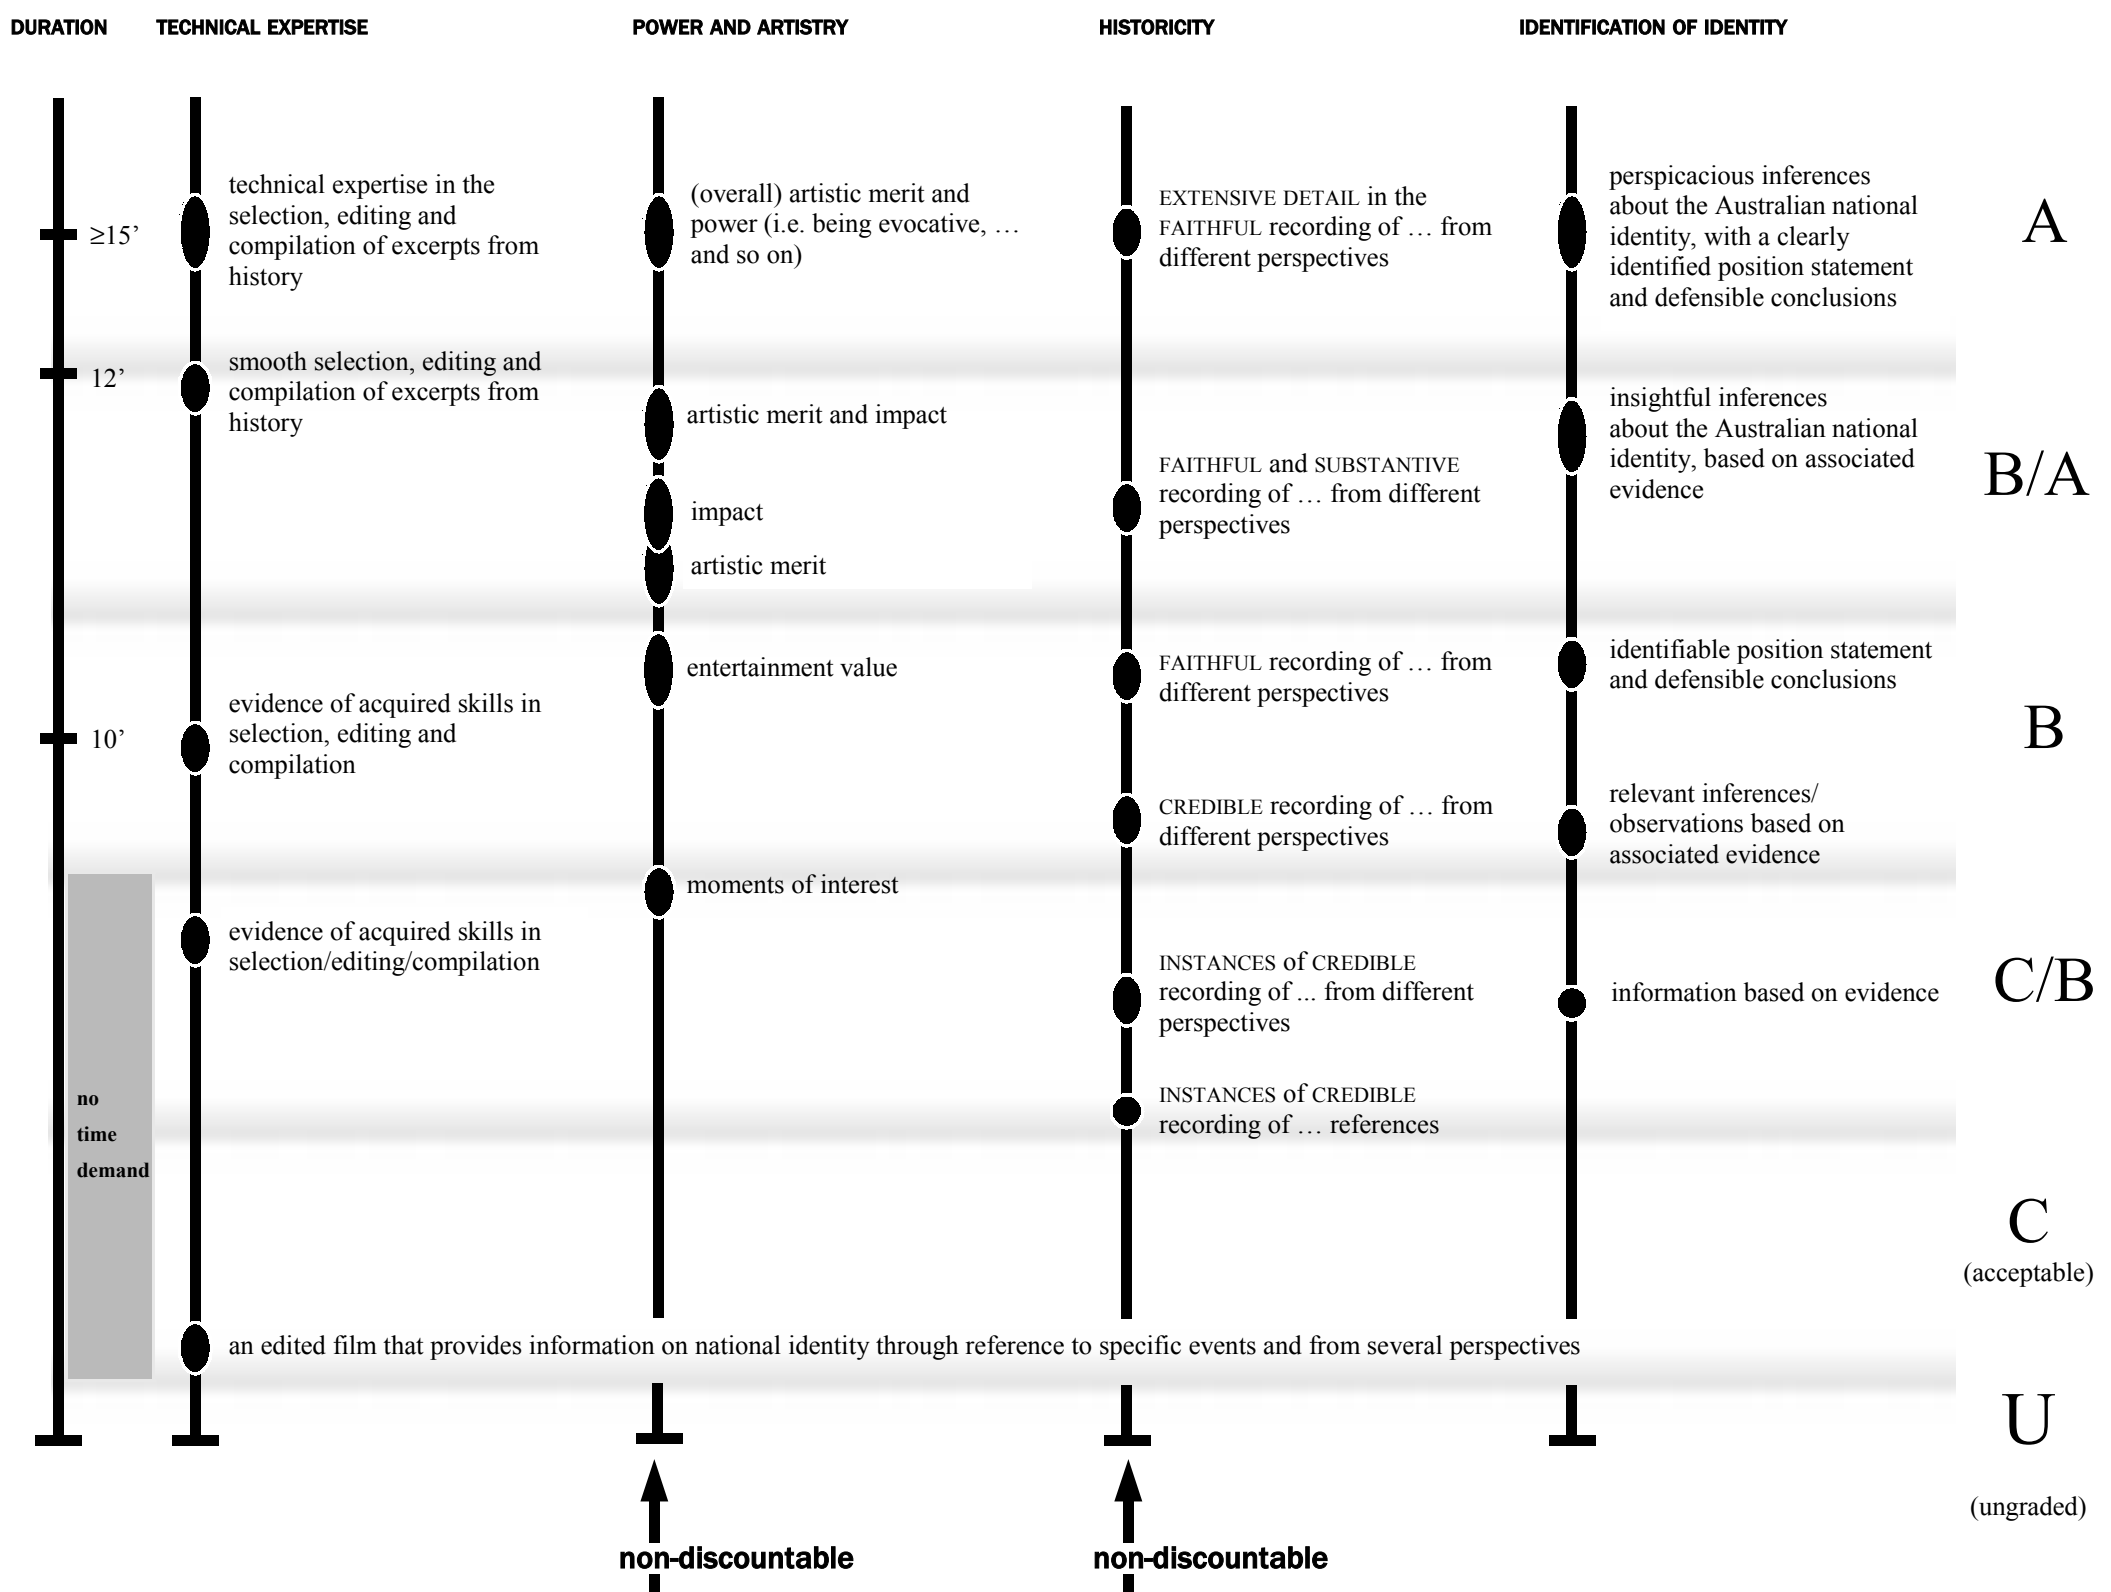 DURATION
TECHNICAL EXPERTISE
POWER AND ARTISTRY
HISTORICITY
IDENTIFICATION OF IDENTITY
≥15’
12’
10’
no
time
demand
technical expertise in the
selection, editing and
compilation of excerpts from
history
smooth selection, editing and
compilation of excerpts from
history
evidence of acquired skills in
selection, editing and
compilation
evidence of acquired skills in
selection/editing/compilation
an edited film that provides information on national identity through reference to specific events and from several perspectives
(overall) artistic merit and
power (i.e. being evocative, …
and so on)
artistic merit and impact
impact
artistic merit
entertainment value
moments of interest
EXTENSIVE DETAIL in the
FAITHFUL recording of … from
different perspectives
FAITHFUL and SUBSTANTIVE
recording of … from different
perspectives
FAITHFUL recording of … from
different perspectives
CREDIBLE recording of … from
different perspectives
INSTANCES of CREDIBLE
recording of ... from different
perspectives
INSTANCES of CREDIBLE
recording of … references
perspicacious inferences
about the Australian national
identity, with a clearly
identified position statement
and defensible conclusions
insightful inferences
about the Australian national
identity, based on associated
evidence
identifiable position statement
and defensible conclusions
relevant inferences/
observations based on
associated evidence
information based on evidence
A
B/A
B
C/B
C
(acceptable)
U
(ungraded)
non-discountable
non-discountable